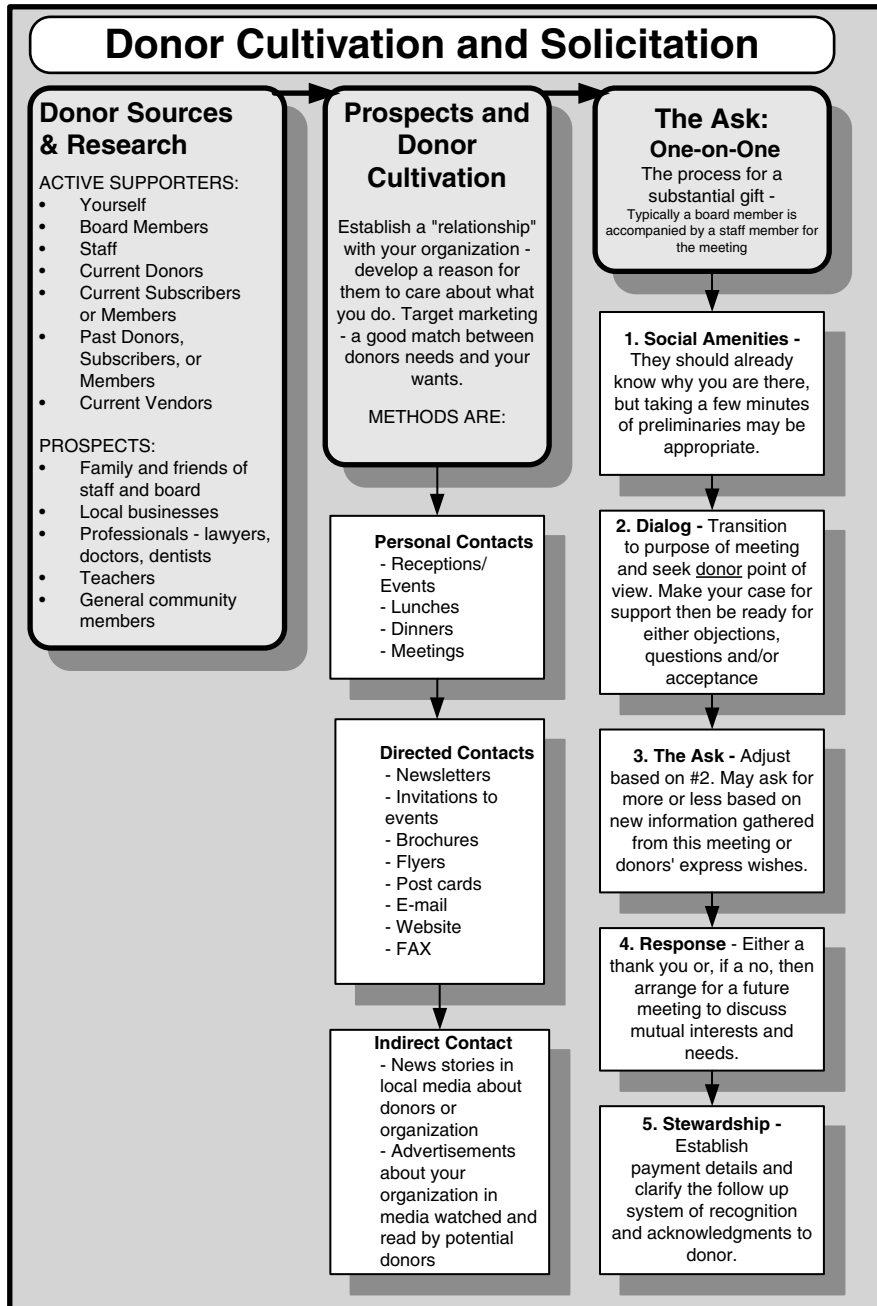 Donor Cultivation and Solicitation
Donor Sources
& Research
ACTIVE SUPPORTERS:
• Yourself
• Board Members
• Staff
• Current Donors
• Current Subscribers
or Members
• Past Donors,
Subscribers, or
Members
• Current Vendors
PROSPECTS:
• Family and friends of
staff and board
• Local businesses
• Professionals - lawyers,
doctors, dentists
• Teachers
• General community
members
Prospects and
Donor
Cultivation
Establish a "relationship"
with your organization -
develop a reason for
them to care about what
you do. Target marketing
- a good match between
donors needs and your
wants.
METHODS ARE:
Personal Contacts
- Receptions/
Events
- Lunches
- Dinners
- Meetings
Directed Contacts
- Newsletters
- Invitations to
events
- Brochures
- Flyers
- Post cards
- E-mail
- Website
- FAX
Indirect Contact
- News stories in
local media about
donors or
organization
- Advertisements
about your
organization in
media watched and
read by potential
donors
The Ask:
One-on-One
The process for a
substantial gift -
Typically a board member is
accompanied by a staff member for
the meeting
1. Social Amenities -
They should already
know why you are there,
but taking a few minutes
of preliminaries may be
appropriate.
2. Dialog - Transition
to purpose of meeting
and seek donor point of
view. Make your case for
support then be ready for
either objections,
questions and/or
acceptance
3. The Ask - Adjust
based on #2. May ask for
more or less based on
new information gathered
from this meeting or
donors' express wishes.
4. Response - Either a
thank you or, if a no, then
arrange for a future
meeting to discuss
mutual interests and
needs.
5. Stewardship -
Establish
payment details and
clarify the follow up
system of recognition
and acknowledgments to
donor.